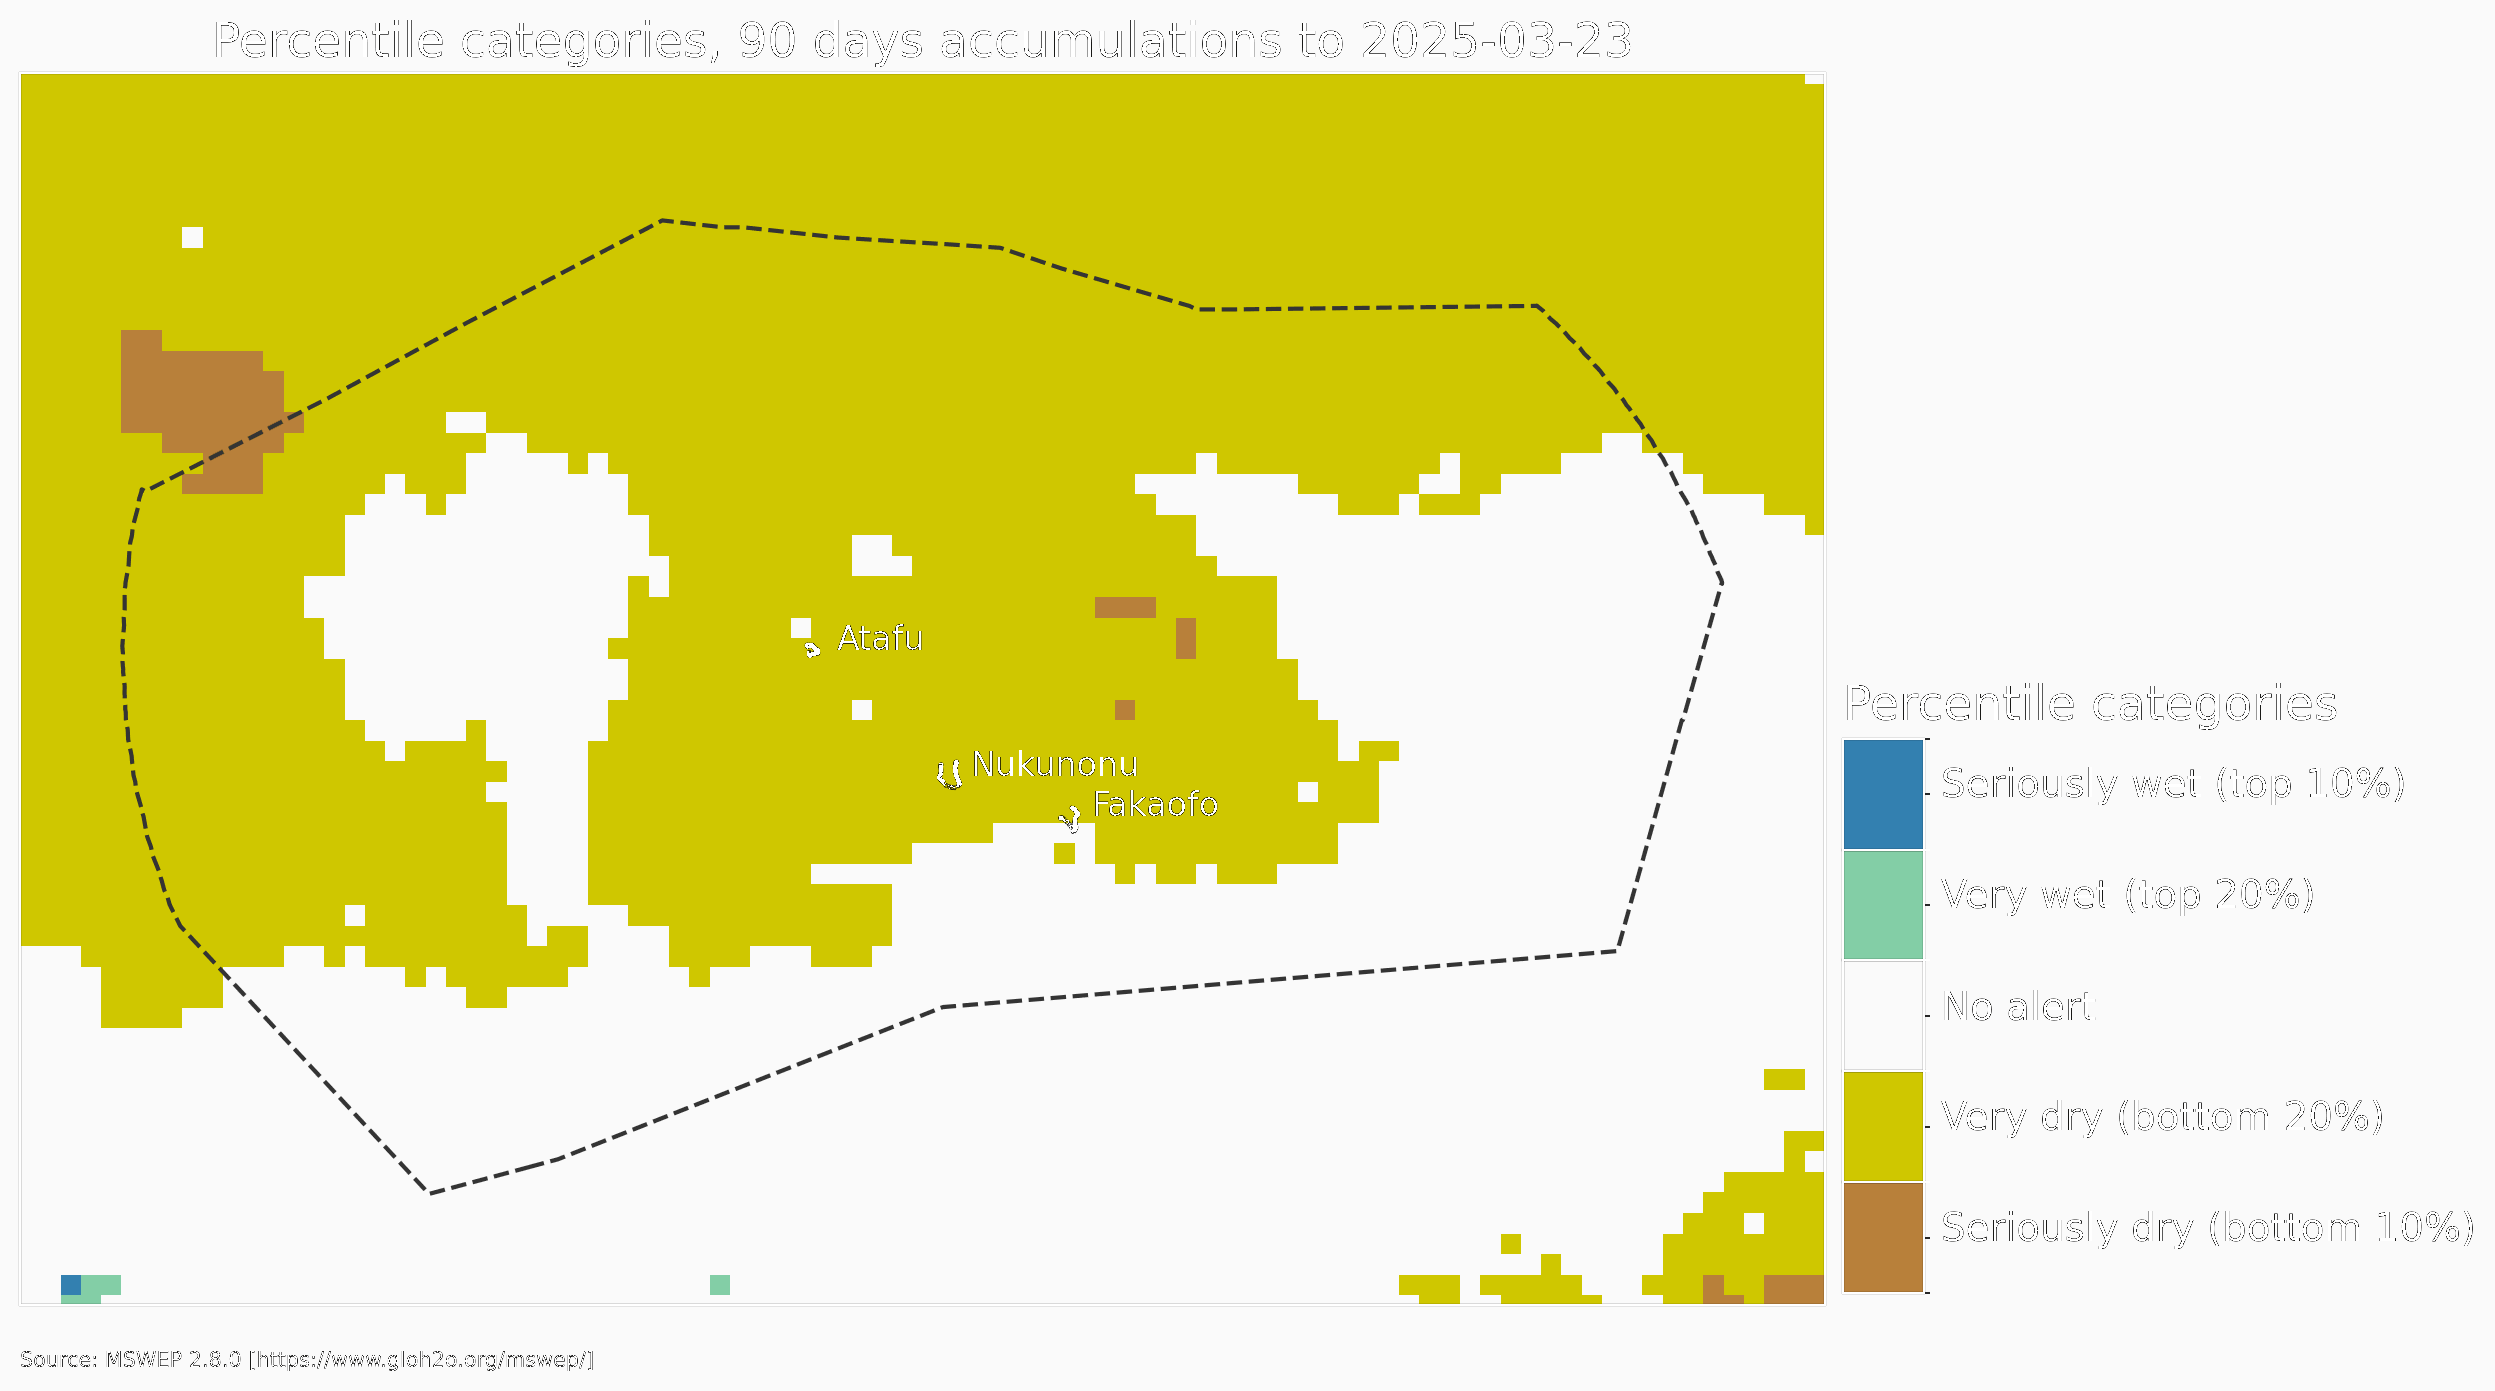 Percentile categories, 90 days accumulations to 2025-03-23
Atafu
Nukunonu
Fakaofo
Percentile categories
Seriously wet (top 10%)
Very wet (top 20%)
No alert
Very dry (bottom 20%)
Seriously dry (bottom 10%)
Source: MSWEP 2.8.0 [https://www.gloh2o.org/mswep/]